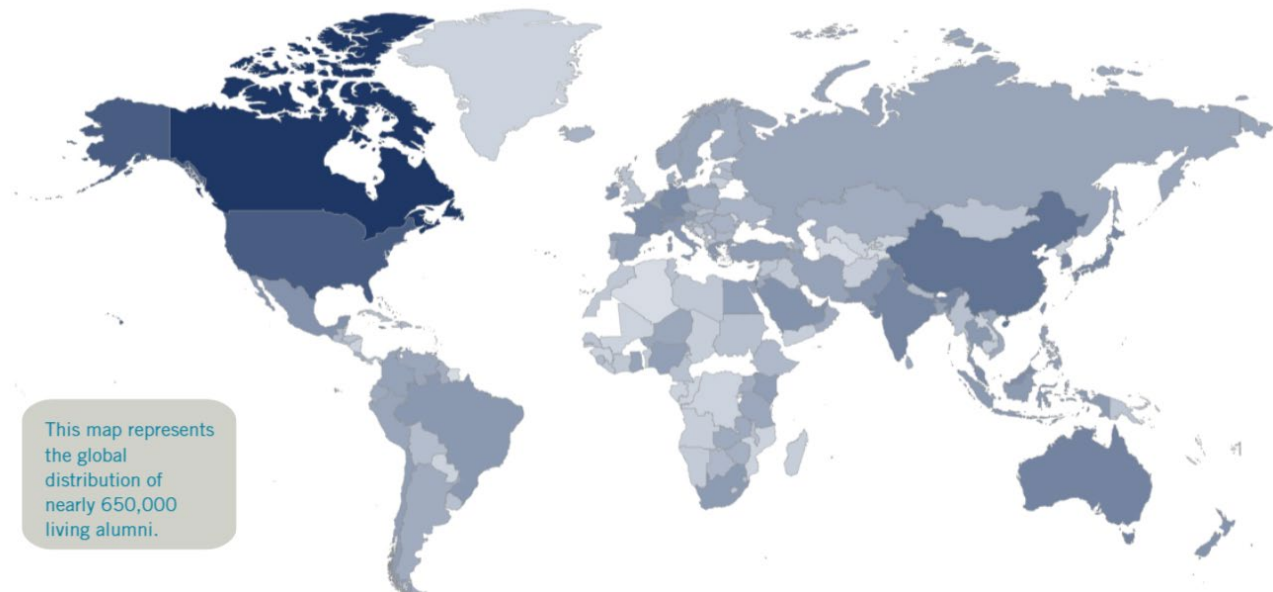 This map represents
the global
distribution of
nearly 650,000
living alumni.